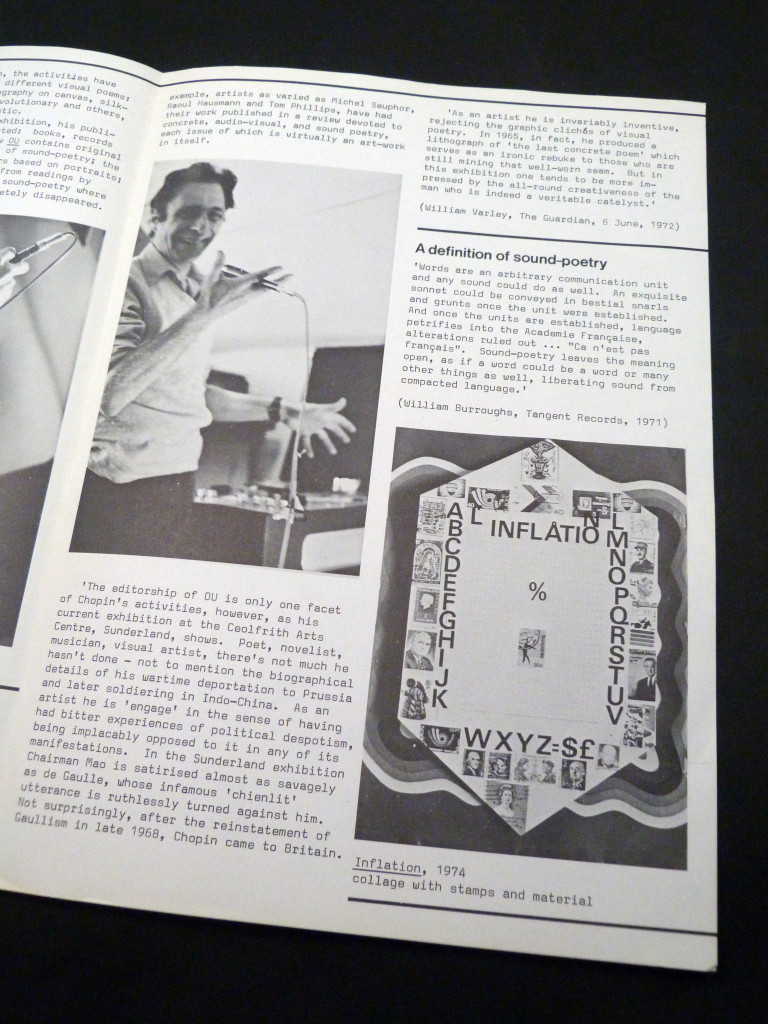 , the activities have
different visual poems;
ography on canvas, silk-
volutionary and others,
tic.
xhibition, his publi-
ted: books, records
w OU contains original
of sound-poetry; the
s based on portraits;
from readings by
sound-poetry where
etely disappeared.
example, artists as varied as Michel Seuphor,
Raoul Hausmann and Tom Phillips, have had
their work published in a review devoted to
concrete, audio-visual, and sound poetry,
each issue of which is virtually an art-work
in itself.
'The editorship of OU is only one facet
of Chopin's activities, however, as his
current exhibition at the Ceolfrith Arts
Centre, Sunderland, shows. Poet, novelist,
musician, visual artist, there's not much he
hasn't done – not to mention the biographical
details of his wartime deportation to Prussia
and later soldiering in Indo-China. As an
artist he is 'engage' in the sense of having
had bitter experiences of political despotism,
being implacably opposed to it in any of its
manifestations. In the Sunderland exhibition
Chairman Mao is satirised almost as savagely
as de Gaulle, whose infamous 'chienlit'
utterance is ruthlessly turned against him.
Not surprisingly, after the reinstatement of
Gaullism in late 1968, Chopin came to Britain.
'As an artist he is invariably inventive,
rejecting the graphic clichés of visual
poetry. In 1965, in fact, he produced a
lithograph of 'the last concrete poem' which
serves as an ironic rebuke to those who are
still mining that well-worn seam. But in
this exhibition one tends to be more im-
pressed by the all-round creativeness of the
man who is indeed a veritable catalyst.'
(William Varley, The Guardian, 6 June, 1972)
A definition of sound-poetry
'Words are an arbitrary communication unit
and any sound could do as well. An exquisite
sonnet could be conveyed in bestial snarls
and grunts once the unit were established.
And once the units are established, language
petrifies into the Academie Française,
alterations ruled out ... "Ca n'est pas
français". Sound-poetry leaves the meaning
open, as if a word could be a word or many
other things as well, liberating sound from
compacted language.'
(William Burroughs, Tangent Records, 1971)
AL INFLATION L
B
C
D
E
F
G
H
I
J
K
%
M
N
O
P
Q
R
S
T
U
V
WXYZ=$£
Inflation, 1974
collage with stamps and material